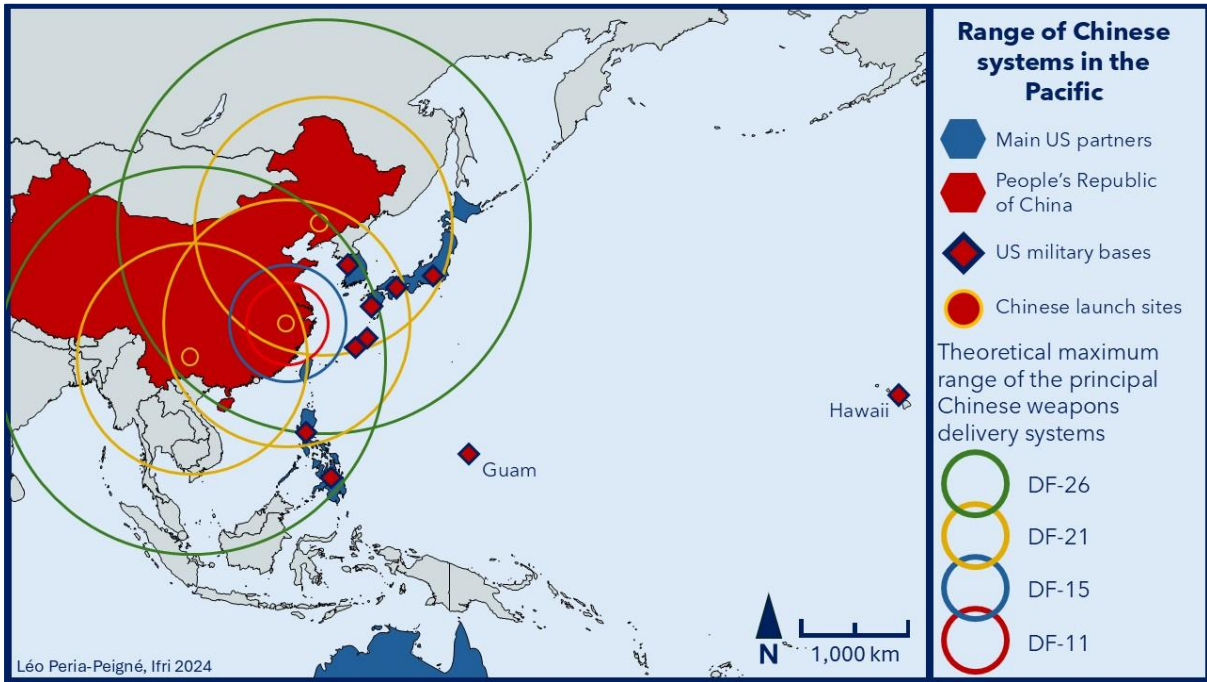 Range of Chinese
systems in the
Pacific
Main US partners
People's Republic
of China
US military bases
Chinese launch sites
Theoretical maximum
range of the principal
Chinese weapons
delivery systems
DF-26
DF-21
DF-15
DF-11
Hawaii
Guam
N
1,000 km
Léo Peria-Peigné, Ifri 2024